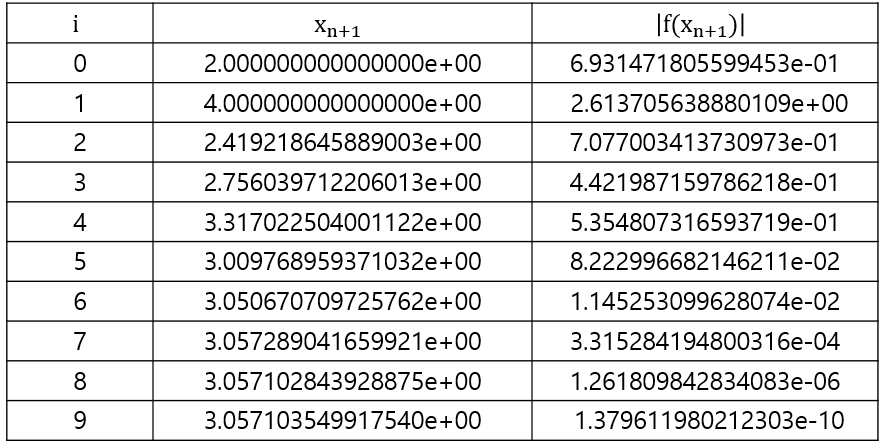 i xₙ₊₁ |f(xₙ₊₁)|
0 2.000000000000000e+00 6.931471805599453e-01
1 4.000000000000000e+00 2.613705638880109e+00
2 2.419218645889003e+00 7.077003413730973e-01
3 2.756039712206013e+00 4.421987159786218e-01
4 3.317022504001122e+00 5.354807316593719e-01
5 3.009768959371032e+00 8.222996682146211e-02
6 3.050670709725762e+00 1.145253099628074e-02
7 3.057289041659921e+00 3.315284194800316e-04
8 3.057102843928875e+00 1.261809842834083e-06
9 3.057103549917540e+00 1.379611980212303e-10